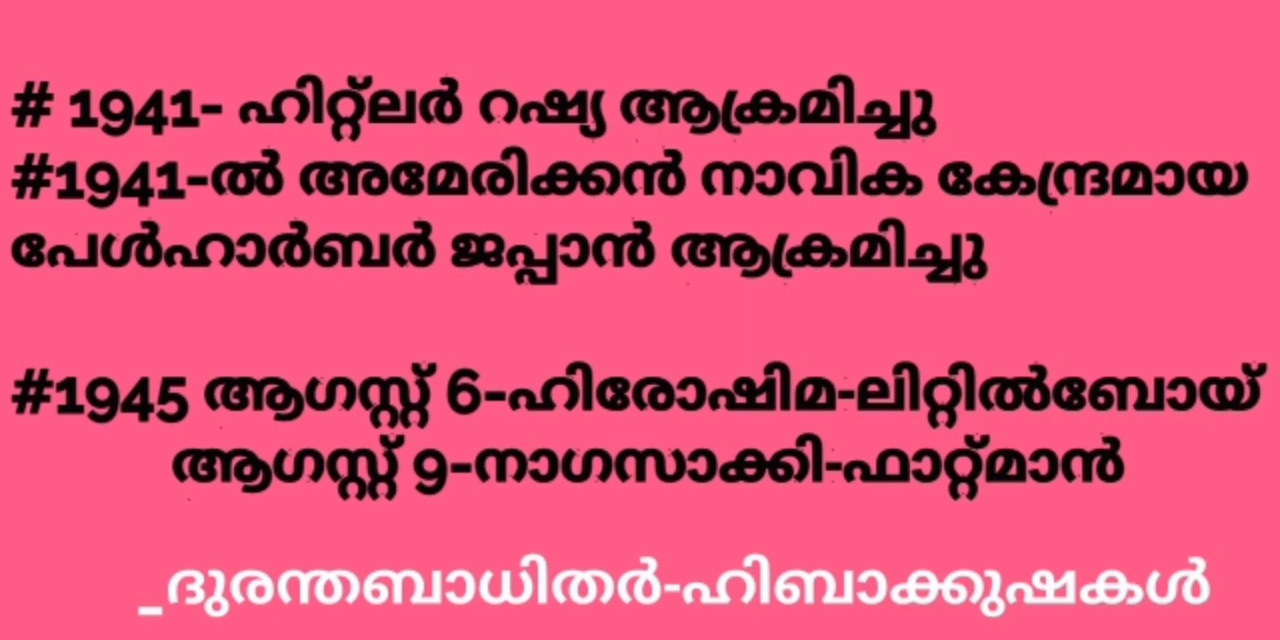 # 1941- ഹിറ്റ്ലർ റഷ്യ ആക്രമിച്ചു
#1941-ൽ അമേരിക്കൻ നാവിക കേന്ദ്രമായ
പേൾഹാർബർ ജപ്പാൻ ആക്രമിച്ചു
#1945 ആഗസ്റ്റ് 6-ഹിരോഷിമ-ലിറ്റിൽബോയ്
ആഗസ്റ്റ് 9-നാഗസാക്കി-ഫാറ്റ്മാൻ
_ദുരന്തബാധിതർ-ഹിബാക്കുഷകൾ